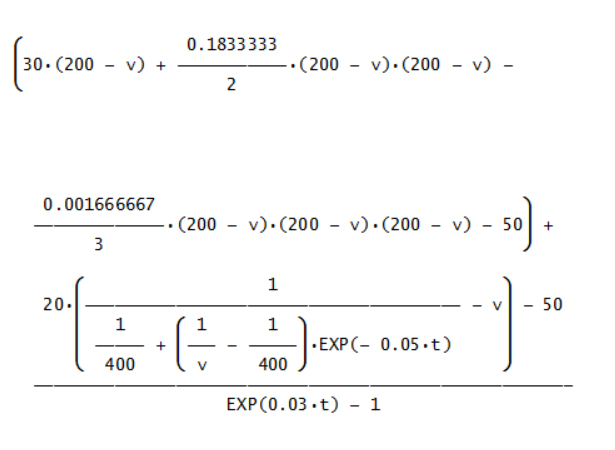 (30·(200 – v) + 0.1833333/2·(200 – v)·(200 – v) –
0.001666667/3·(200 – v)·(200 – v)·(200 – v) – 50) +
(20·(1/(1/400 + (1/v – 1/400)·EXP(– 0.05·t)) – v) – 50)/(EXP(0.03·t) – 1)